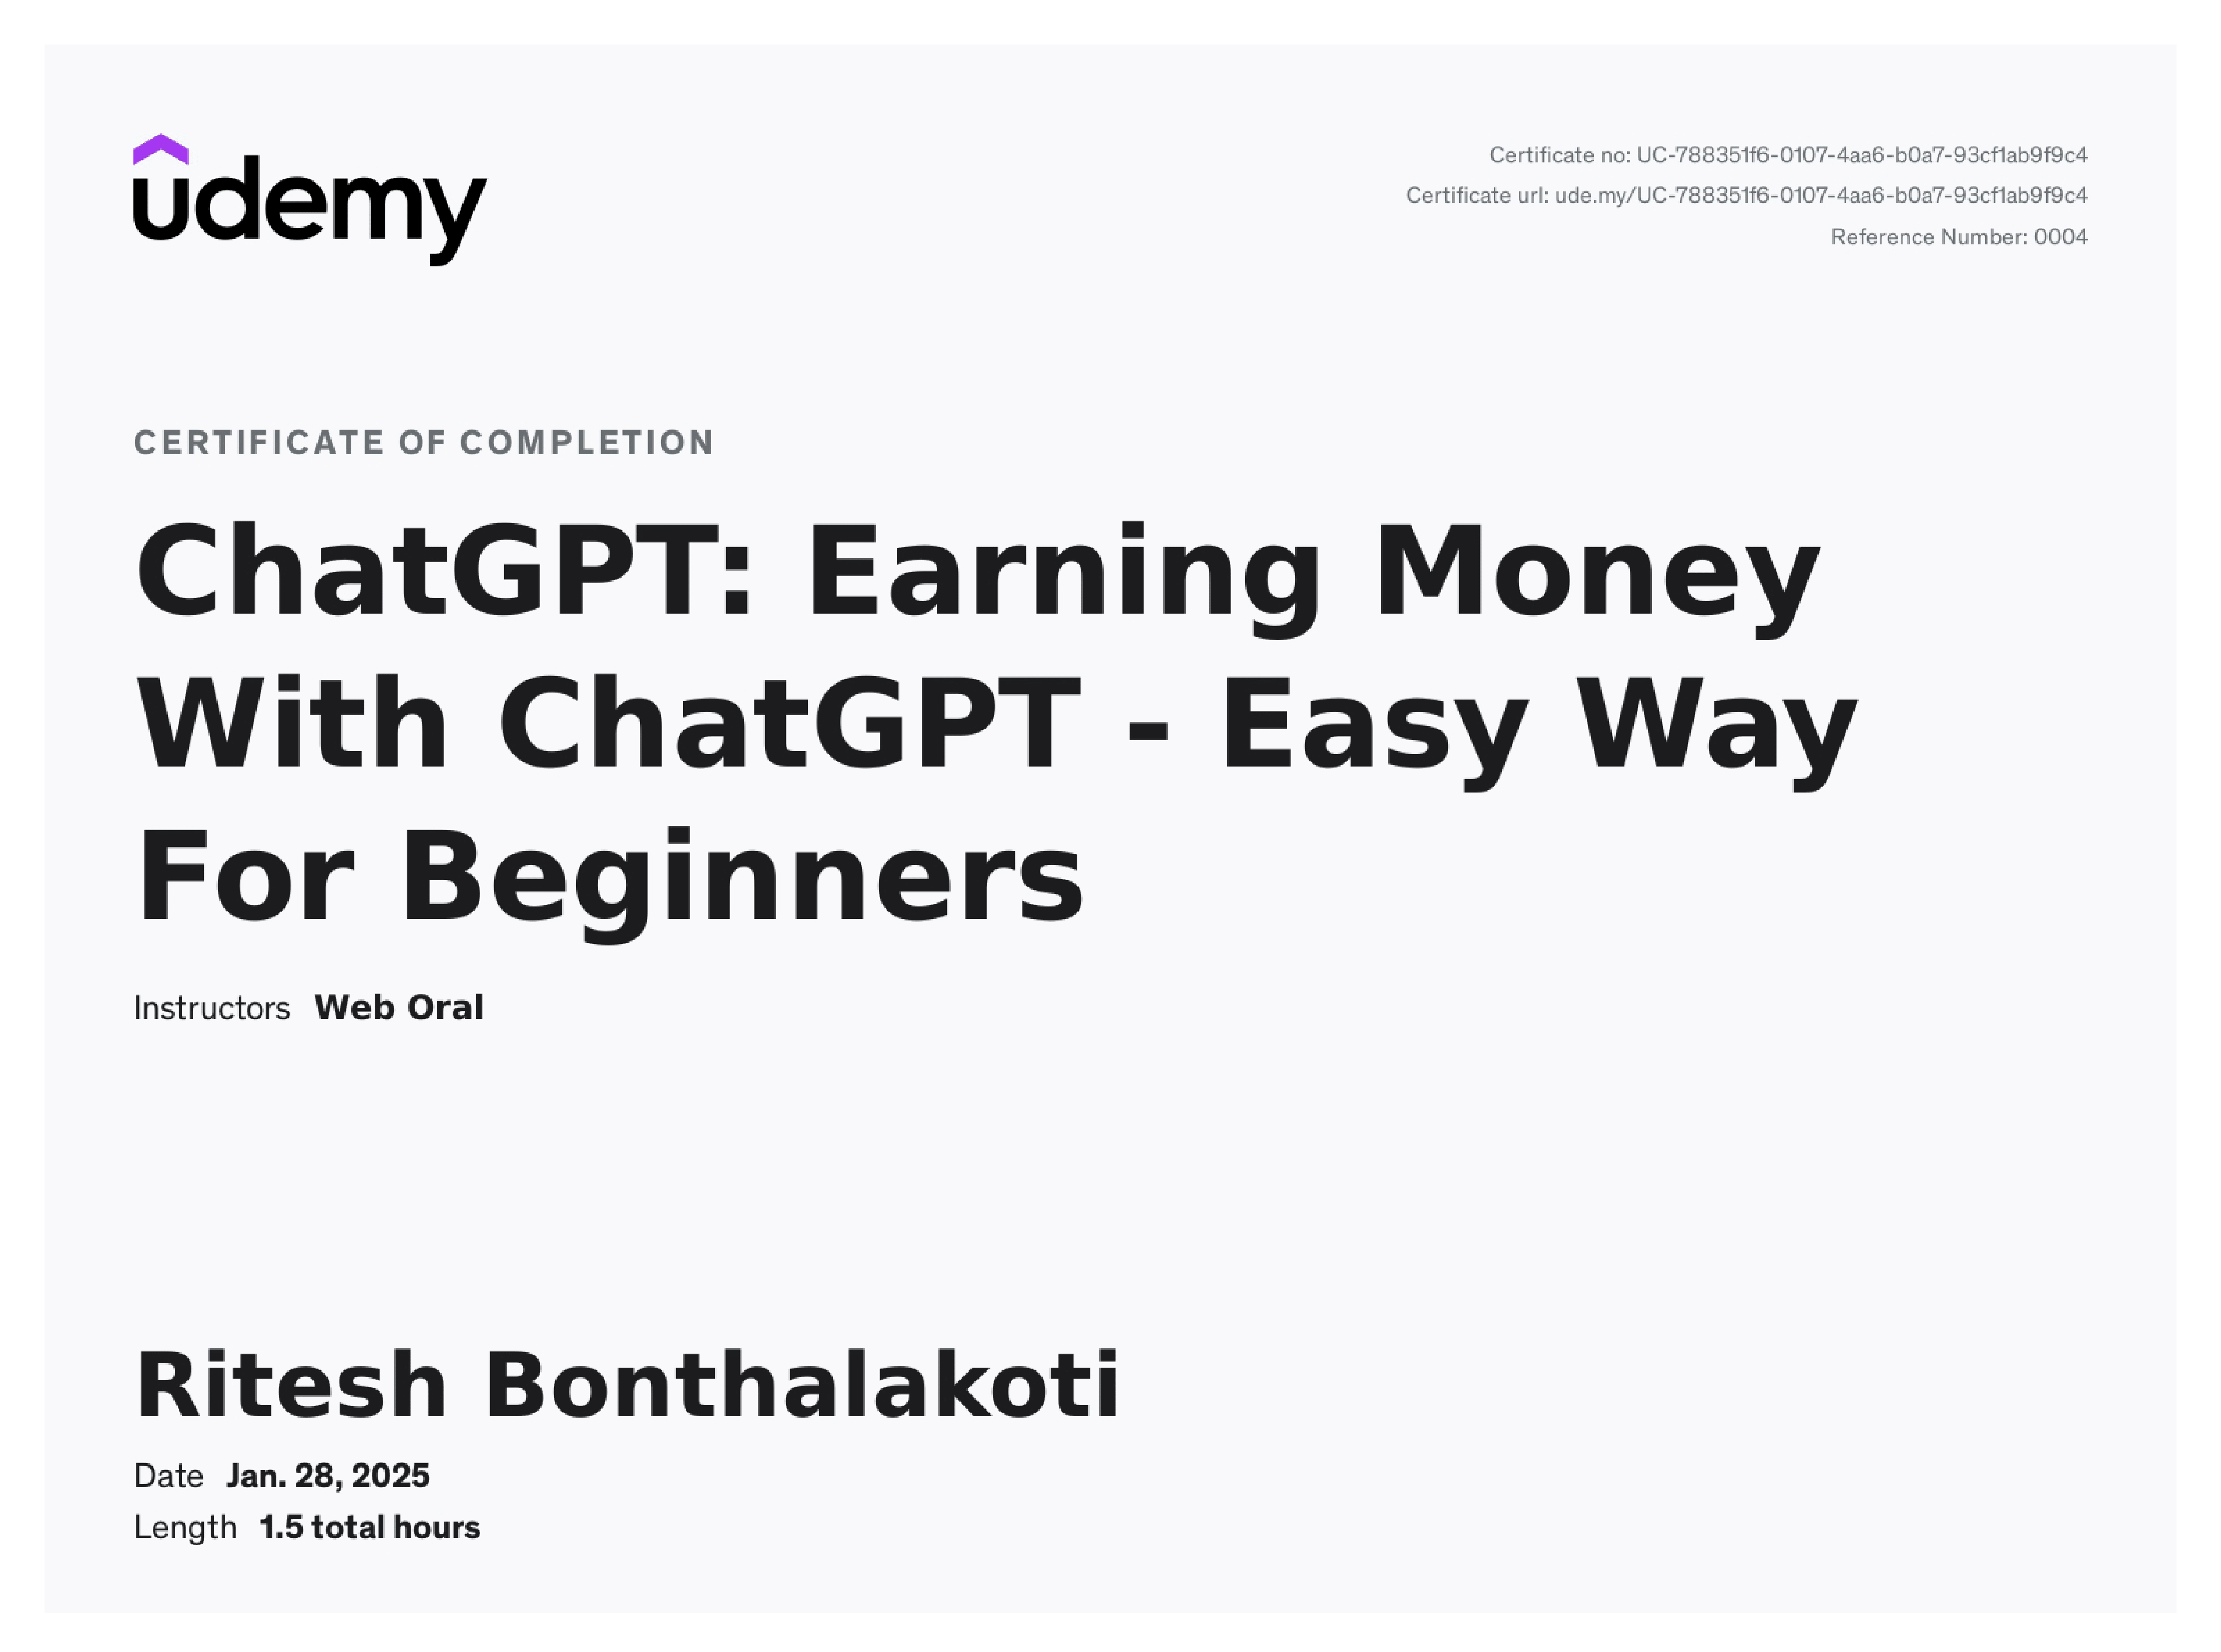 udemy
Certificate no: UC-788351f6-0107-4aa6-b0a7-93cf1ab9f9c4
Certificate url: ude.my/UC-788351f6-0107-4aa6-b0a7-93cf1ab9f9c4
Reference Number: 0004
CERTIFICATE OF COMPLETION
ChatGPT: Earning Money
With ChatGPT - Easy Way
For Beginners
Instructors Web Oral
Ritesh Bonthalakoti
Date Jan. 28, 2025
Length 1.5 total hours